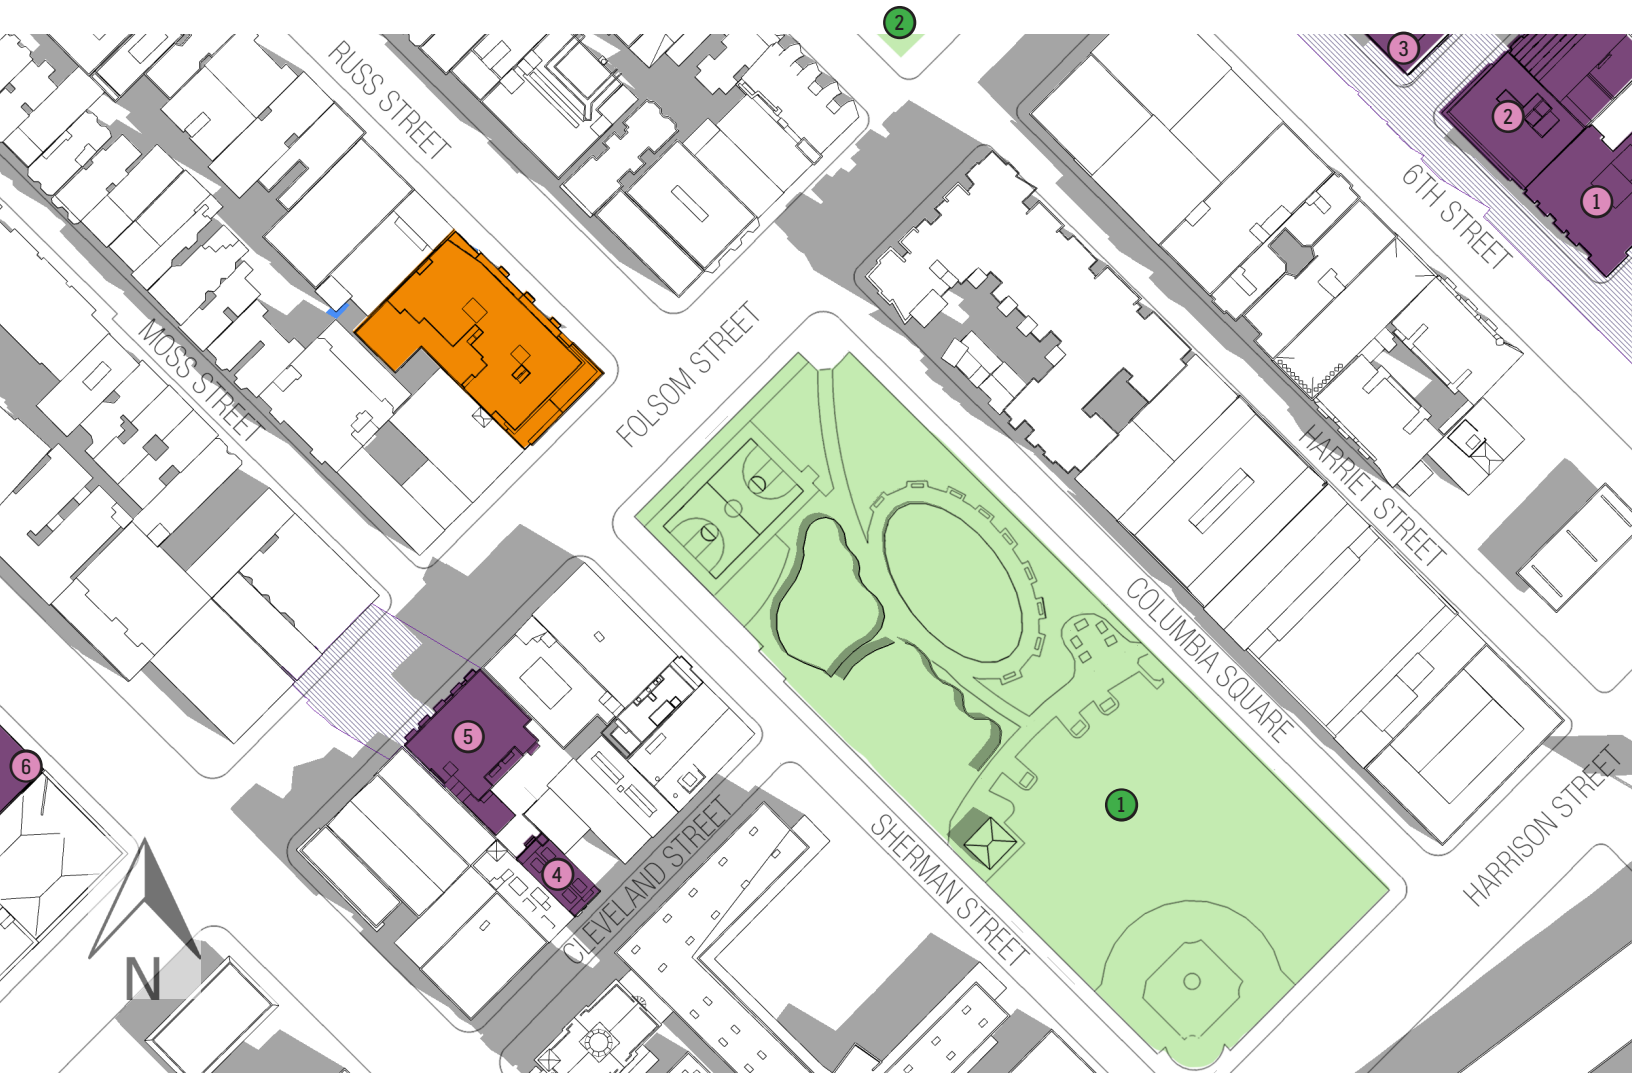 2
3
RUSS STREET
2
6TH STREET
1
MOSS STREET
FOLSOM STREET
HARRIET STREET
COLUMBIA SQUARE
5
6
1
HARRISON STREET
SHERMAN STREET
4
CLEVELAND STREET
N